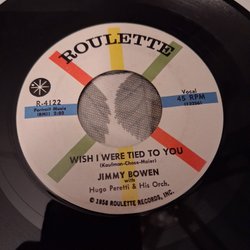 ROULETTE
R-4122
Vocal
45 RPM
WISH I WERE TIED TO YOU
(Kaufman-Chase-Maier)
JIMMY BOWEN
with
Hugo Peretti & His Orch.
© 1958 ROULETTE RECORDS, INC.